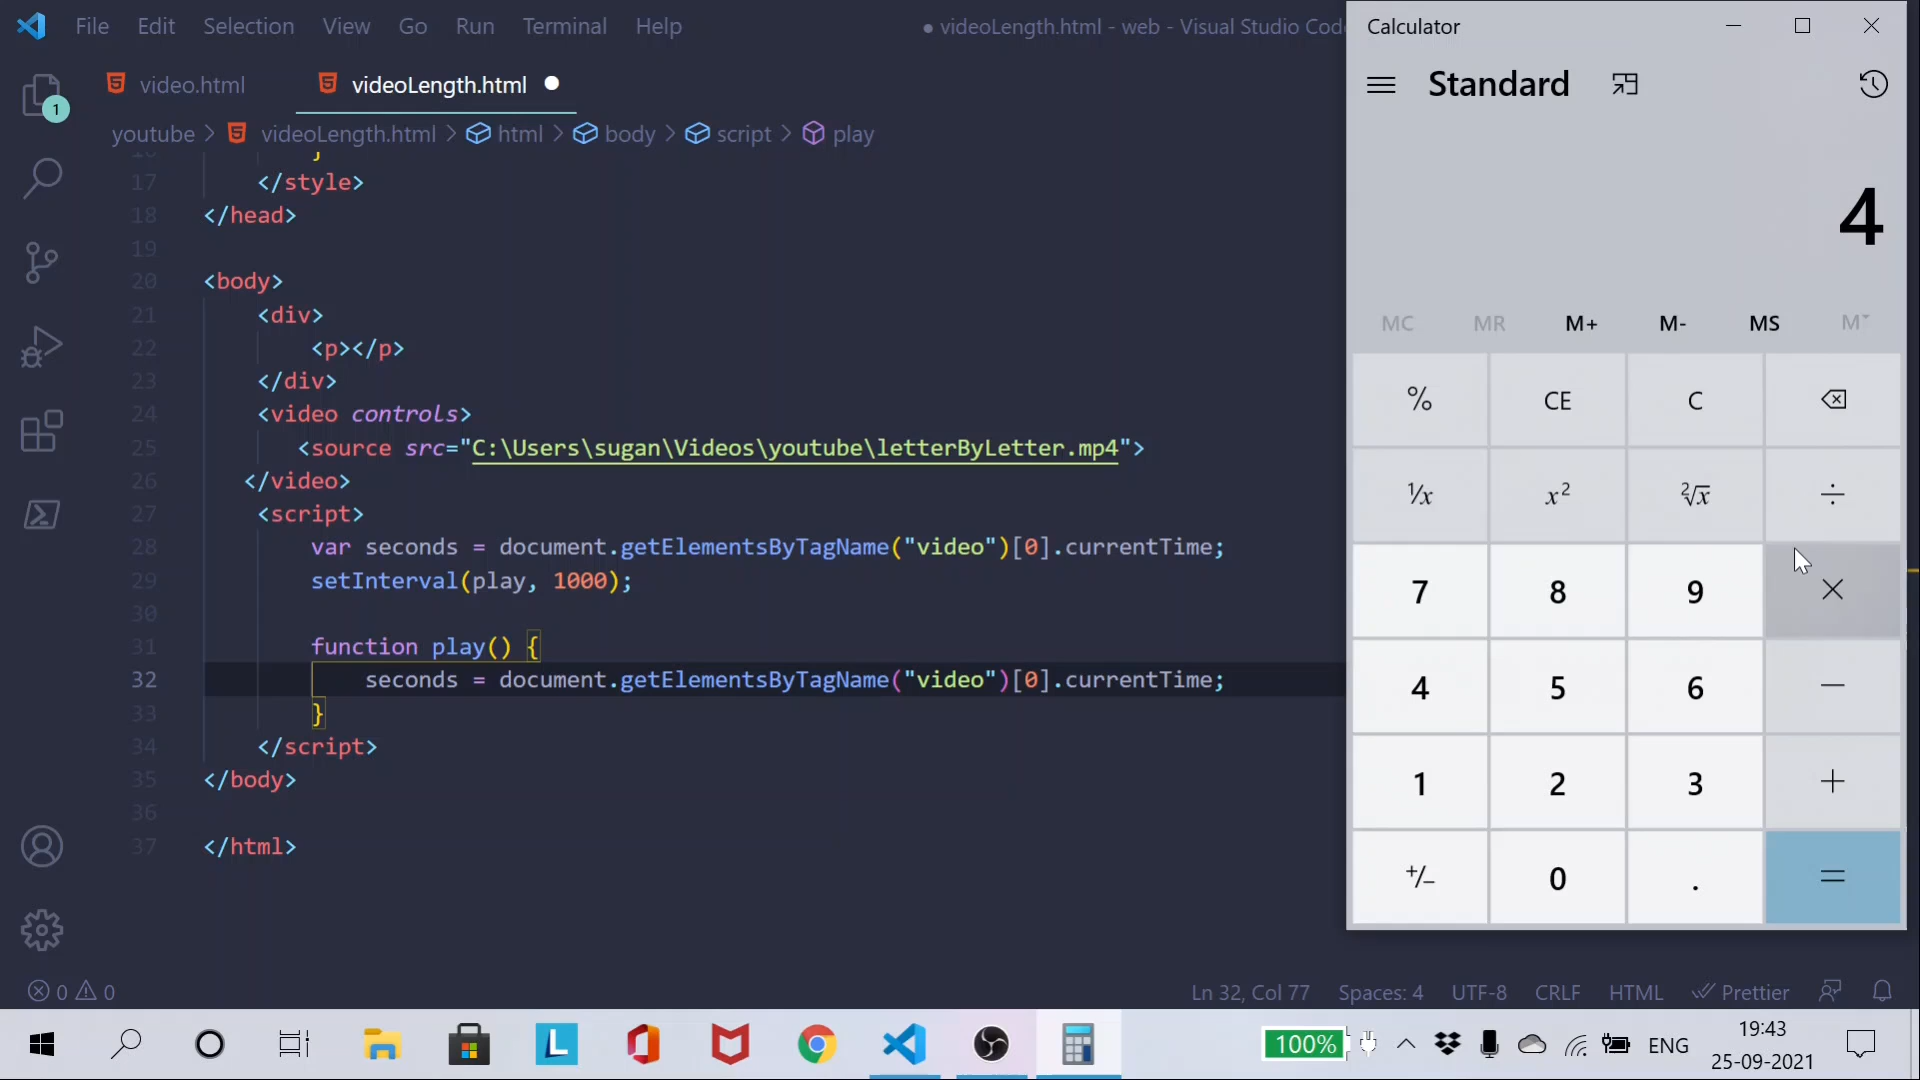 File Edit Selection View Go Run Terminal Help
● videoLength.html - web - Visual Studio Code
video.html
videoLength.html ●
youtube > videoLength.html > html > body > script > play
1
17 </style>
18 </head>
19
20 <body>
21 <div>
22 <p></p>
23 </div>
24 <video controls>
25 <source src="C:\Users\sugan\Videos\youtube\letterByLetter.mp4">
26 </video>
27 <script>
28 var seconds = document.getElementsByTagName("video")[0].currentTime;
29 setInterval(play, 1000);
30
31 function play() {
32 seconds = document.getElementsByTagName("video")[0].currentTime;
33 }
34 </script>
35 </body>
36
37 </html>
Calculator
Standard
4
MC MR M+ M- MS M˅
% CE C
1/x x² ²√x ÷
7 8 9 ×
4 5 6 −
1 2 3 +
+/− 0 . =
0 0
Ln 32, Col 77 Spaces: 4 UTF-8 CRLF HTML Prettier
L
100%
ENG
19:43
25-09-2021